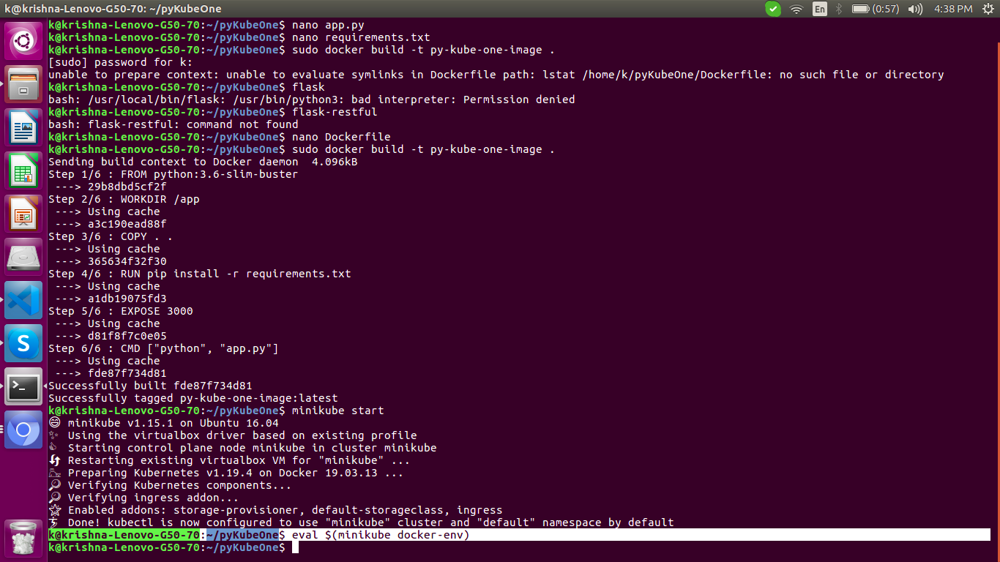 k@krishna-Lenovo-G50-70: ~/pyKubeOne
En
(0:57)
4:38 PM
k@krishna-Lenovo-G50-70:~/pyKubeOne$ nano app.py
k@krishna-Lenovo-G50-70:~/pyKubeOne$ nano requirements.txt
k@krishna-Lenovo-G50-70:~/pyKubeOne$ sudo docker build -t py-kube-one-image .
[sudo] password for k:
unable to prepare context: unable to evaluate symlinks in Dockerfile path: lstat /home/k/pyKubeOne/Dockerfile: no such file or directory
k@krishna-Lenovo-G50-70:~/pyKubeOne$ flask
bash: /usr/local/bin/flask: /usr/bin/python3: bad interpreter: Permission denied
k@krishna-Lenovo-G50-70:~/pyKubeOne$ flask-restful
bash: flask-restful: command not found
k@krishna-Lenovo-G50-70:~/pyKubeOne$ nano Dockerfile
k@krishna-Lenovo-G50-70:~/pyKubeOne$ sudo docker build -t py-kube-one-image .
Sending build context to Docker daemon  4.096kB
Step 1/6 : FROM python:3.6-slim-buster
 ---> 29b8dbd5cf2f
Step 2/6 : WORKDIR /app
 ---> Using cache
 ---> a3c190ead88f
Step 3/6 : COPY . .
 ---> Using cache
 ---> 365634f32f30
Step 4/6 : RUN pip install -r requirements.txt
 ---> Using cache
 ---> a1db19075fd3
Step 5/6 : EXPOSE 3000
 ---> Using cache
 ---> d81f8f7c0e05
Step 6/6 : CMD ["python", "app.py"]
 ---> Using cache
 ---> fde87f734d81
Successfully built fde87f734d81
Successfully tagged py-kube-one-image:latest
k@krishna-Lenovo-G50-70:~/pyKubeOne$ minikube start
😄 minikube v1.15.1 on Ubuntu 16.04
✨ Using the virtualbox driver based on existing profile
👍 Starting control plane node minikube in cluster minikube
🔄 Restarting existing virtualbox VM for "minikube" ...
🐳 Preparing Kubernetes v1.19.4 on Docker 19.03.13 ...
🔎 Verifying Kubernetes components...
🔎 Verifying ingress addon...
🌟 Enabled addons: storage-provisioner, default-storageclass, ingress
🏄 Done! kubectl is now configured to use "minikube" cluster and "default" namespace by default
k@krishna-Lenovo-G50-70:~/pyKubeOne$ eval $(minikube docker-env)
k@krishna-Lenovo-G50-70:~/pyKubeOne$